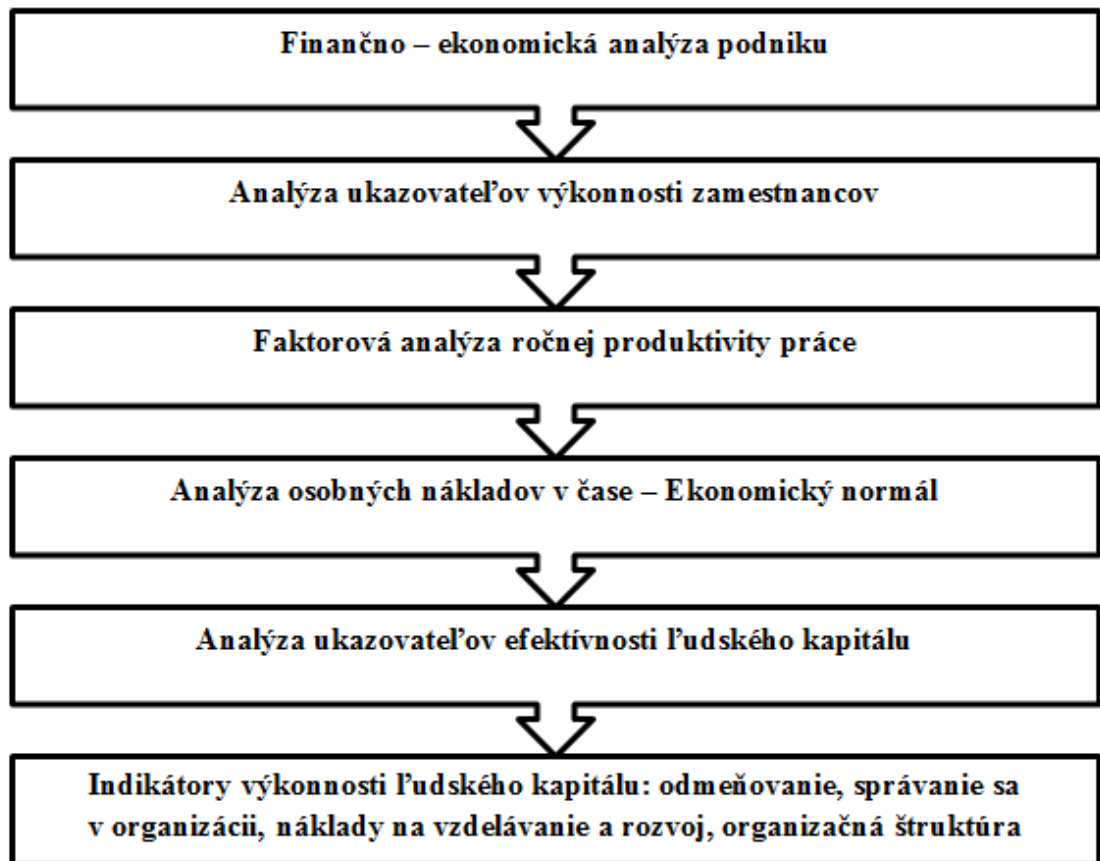 Finančno – ekonomická analýza podniku
Analýza ukazovateľov výkonnosti zamestnancov
Faktorová analýza ročnej produktivity práce
Analýza osobných nákladov v čase – Ekonomický normál
Analýza ukazovateľov efektívnosti ľudského kapitálu
Indikátory výkonnosti ľudského kapitálu: odmeňovanie, správanie sa
v organizácii, náklady na vzdelávanie a rozvoj, organizačná štruktúra